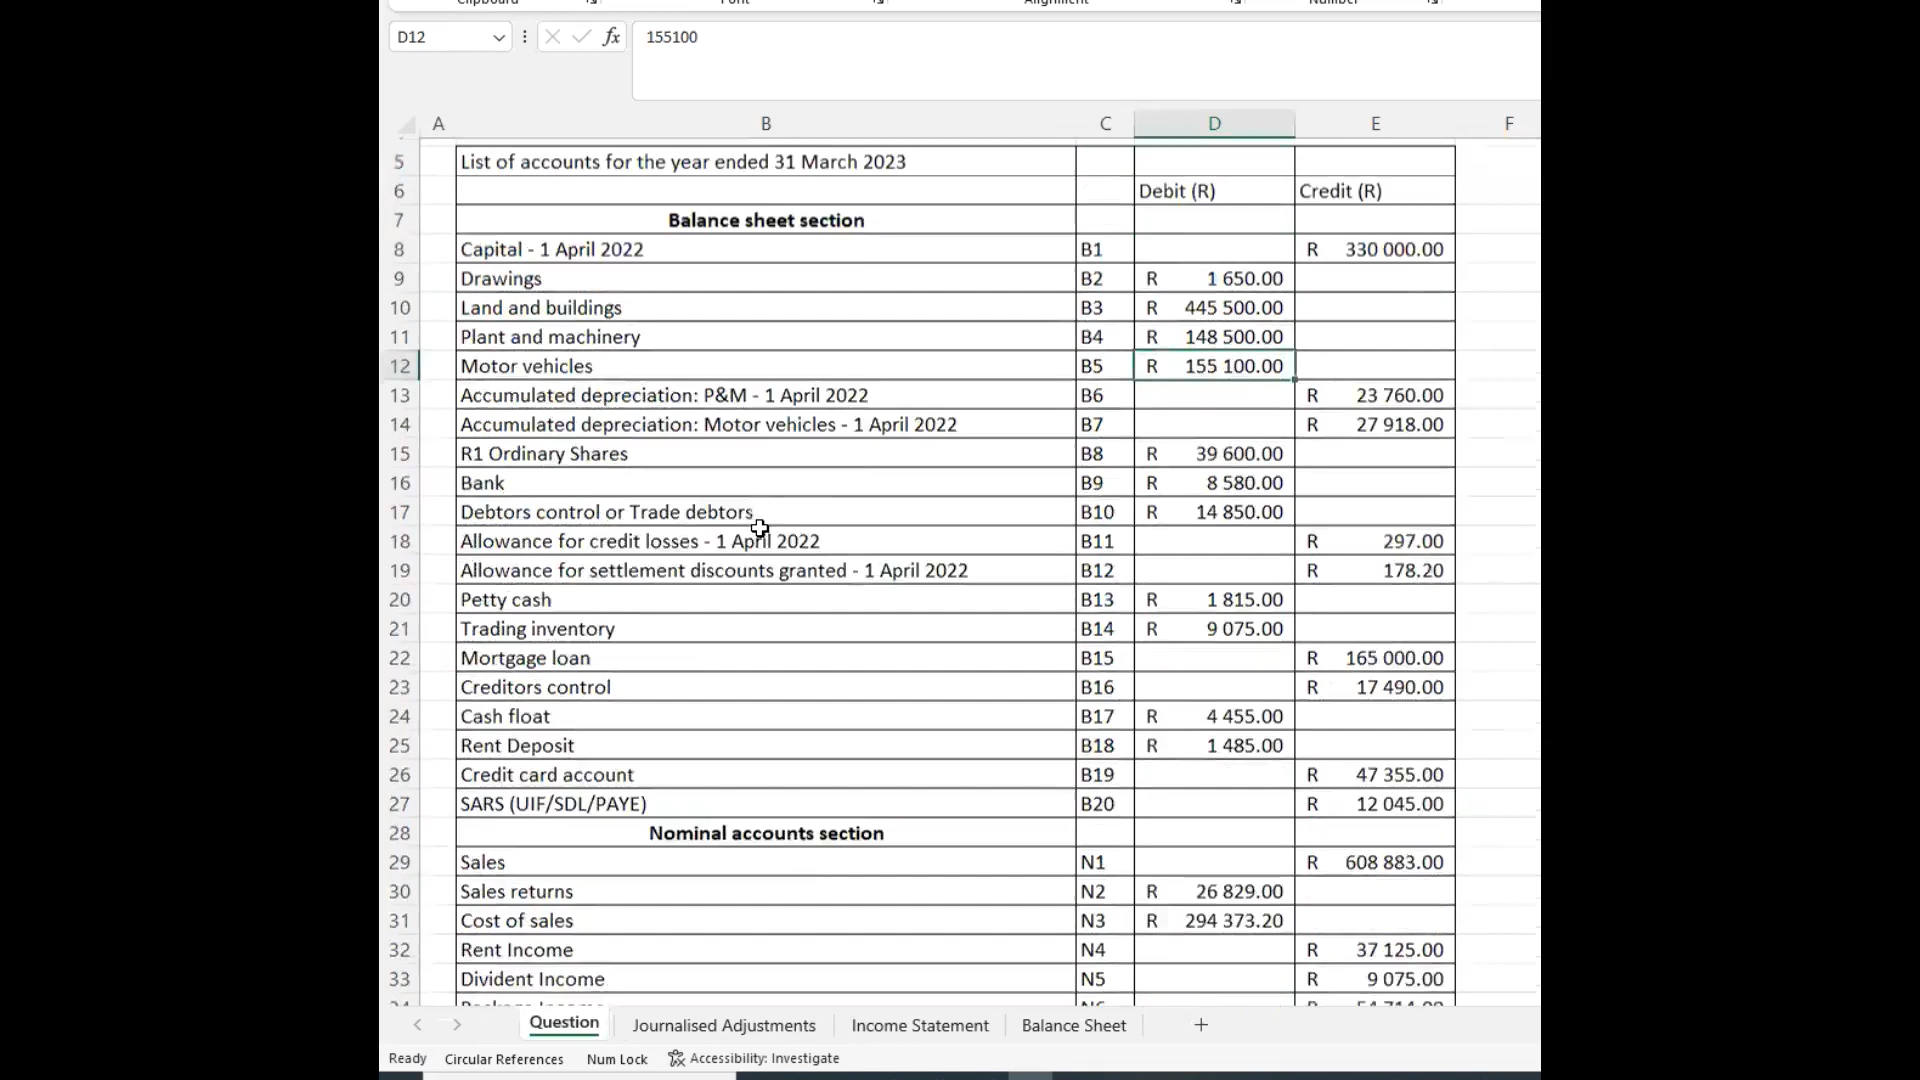 Clipboard Font Alignment Number
D12 fx 155100
A B C D E F
5 List of accounts for the year ended 31 March 2023
6 Debit (R) Credit (R)
7 Balance sheet section
8 Capital - 1 April 2022 B1 R 330 000.00
9 Drawings B2 R 1 650.00
10 Land and buildings B3 R 445 500.00
11 Plant and machinery B4 R 148 500.00
12 Motor vehicles B5 R 155 100.00
13 Accumulated depreciation: P&M - 1 April 2022 B6 R 23 760.00
14 Accumulated depreciation: Motor vehicles - 1 April 2022 B7 R 27 918.00
15 R1 Ordinary Shares B8 R 39 600.00
16 Bank B9 R 8 580.00
17 Debtors control or Trade debtors B10 R 14 850.00
18 Allowance for credit losses - 1 April 2022 B11 R 297.00
19 Allowance for settlement discounts granted - 1 April 2022 B12 R 178.20
20 Petty cash B13 R 1 815.00
21 Trading inventory B14 R 9 075.00
22 Mortgage loan B15 R 165 000.00
23 Creditors control B16 R 17 490.00
24 Cash float B17 R 4 455.00
25 Rent Deposit B18 R 1 485.00
26 Credit card account B19 R 47 355.00
27 SARS (UIF/SDL/PAYE) B20 R 12 045.00
28 Nominal accounts section
29 Sales N1 R 608 883.00
30 Sales returns N2 R 26 829.00
31 Cost of sales N3 R 294 373.20
32 Rent Income N4 R 37 125.00
33 Divident Income N5 R 9 075.00
Question Journalised Adjustments Income Statement Balance Sheet +
Ready Circular References Num Lock Accessibility: Investigate